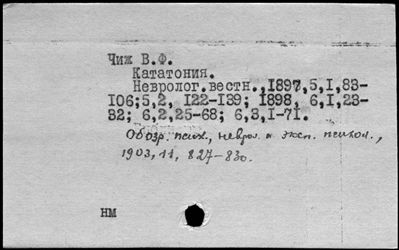 Чиж В.Ф.
Кататония.
Невролог.вестн.,1897,5,1,83-
106;5,2, 122-139; 1898, 6,1,23-
32; 6,2,25-68; 6,3,1-71.
Обозр. псих., неврол. и эксп. психол.,
1903, 11, 827-830.
НМ